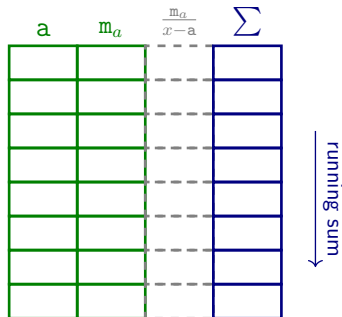 a m_a m_a/(x−a) ∑
running sum